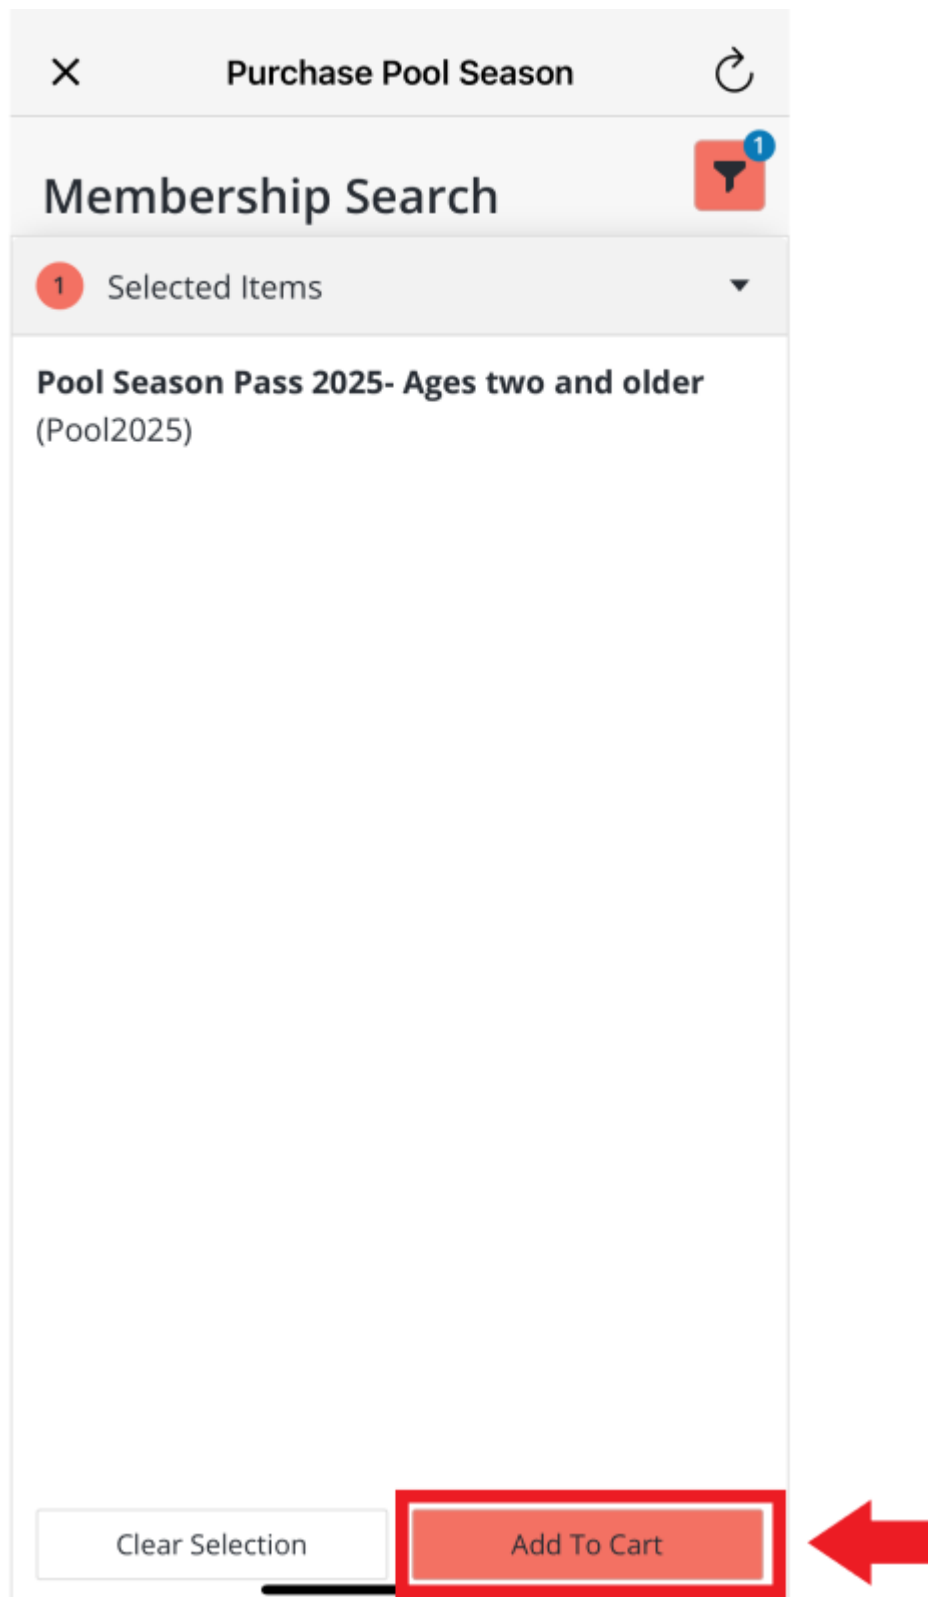 Purchase Pool Season
1
Membership Search
1 Selected Items
Pool Season Pass 2025- Ages two and older
(Pool2025)
Clear Selection
Add To Cart